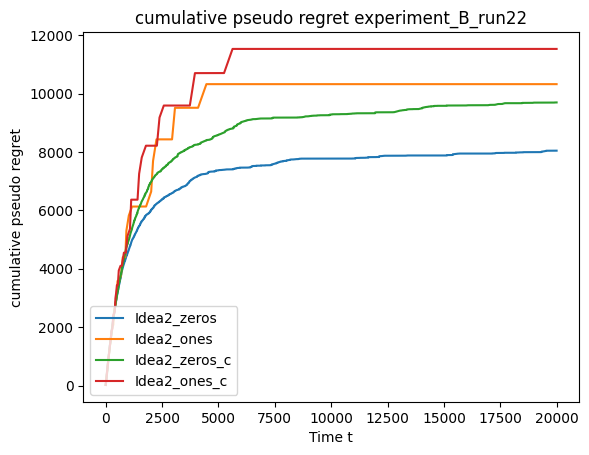 cumulative pseudo regret experiment_B_run22
cumulative pseudo regret
12000
10000
8000
6000
4000
2000
0
Idea2_zeros
Idea2_ones
Idea2_zeros_c
Idea2_ones_c
0 2500 5000 7500 10000 12500 15000 17500 20000
Time t